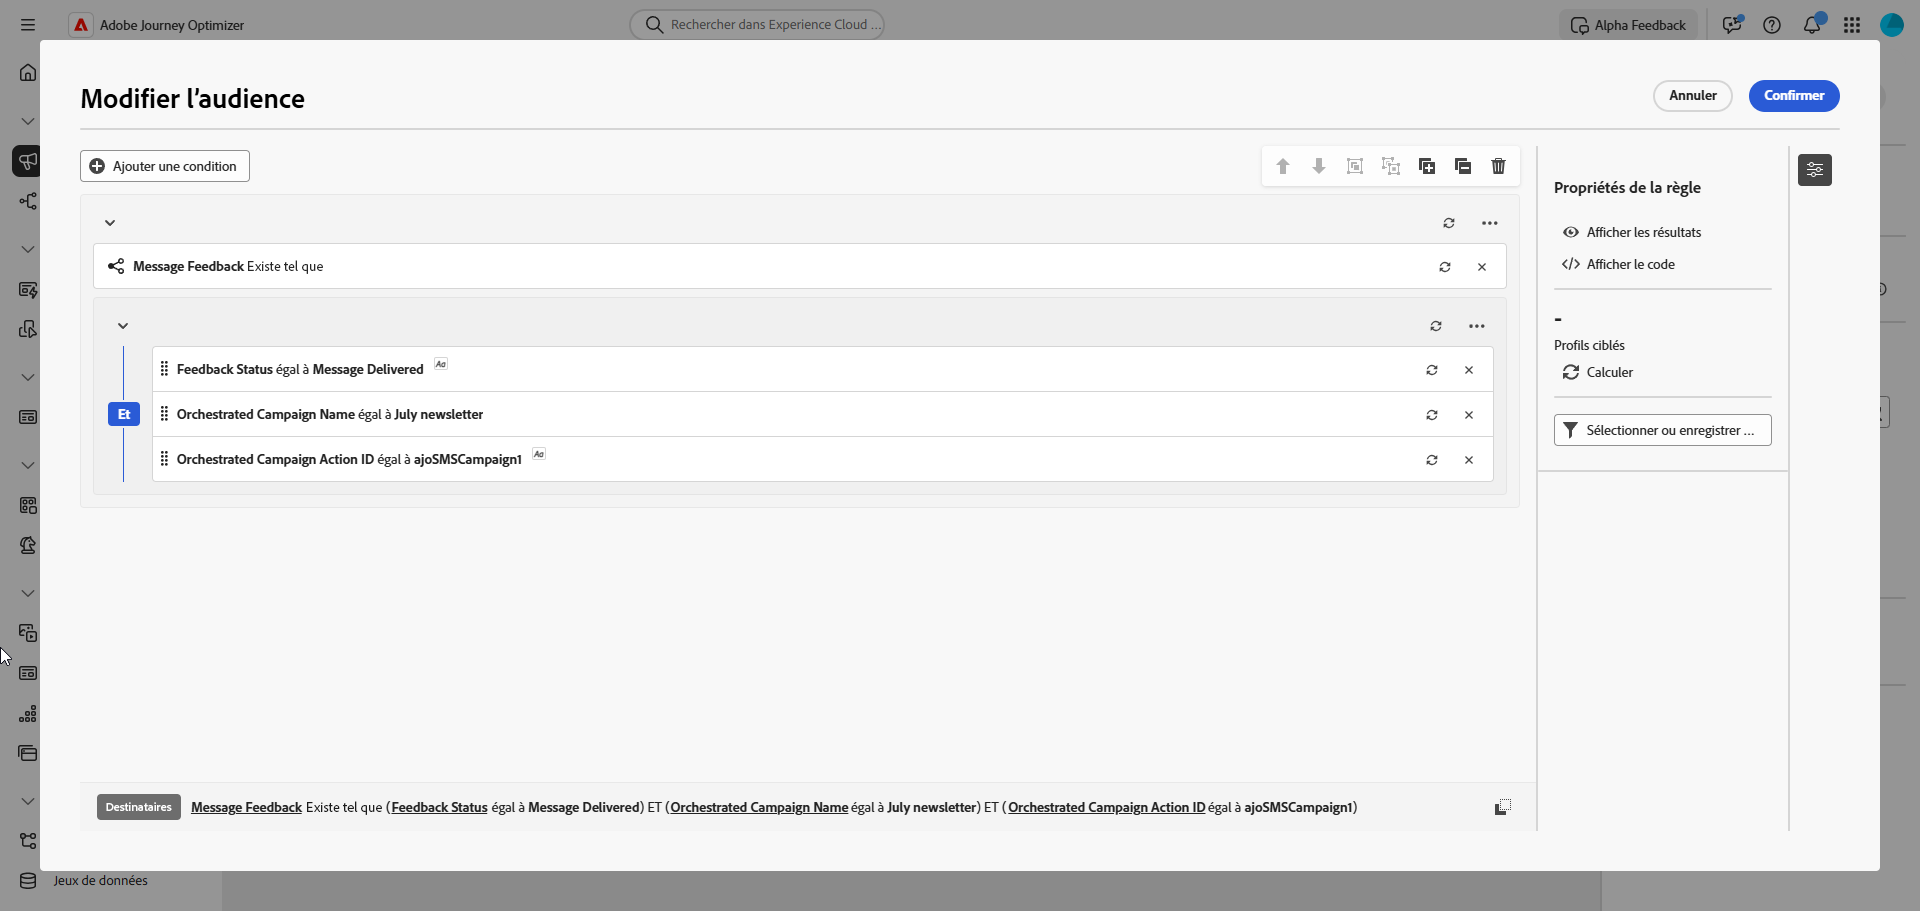 Adobe Journey Optimizer
Rechercher dans Experience Cloud ...
Alpha Feedback
Modifier l’audience
Annuler
Confirmer
Ajouter une condition
Message Feedback Existe tel que
Feedback Status égal à Message Delivered Aa
Et
Orchestrated Campaign Name égal à July newsletter
Orchestrated Campaign Action ID égal à ajoSMSCampaign1 Aa
Propriétés de la règle
Afficher les résultats
Afficher le code
-
Profils ciblés
Calculer
Sélectionner ou enregistrer ...
Destinataires Message Feedback Existe tel que (Feedback Status égal à Message Delivered) ET (Orchestrated Campaign Name égal à July newsletter) ET (Orchestrated Campaign Action ID égal à ajoSMSCampaign1)
Jeux de données